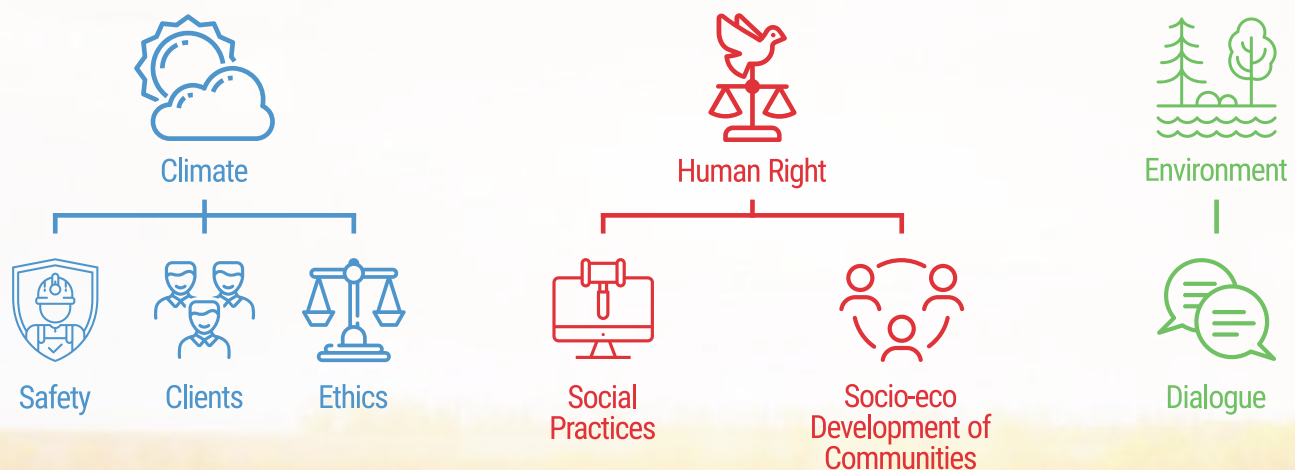 Climate
Human Right
Environment
Safety
Clients
Ethics
Social
Practices
Socio-eco
Development of
Communities
Dialogue